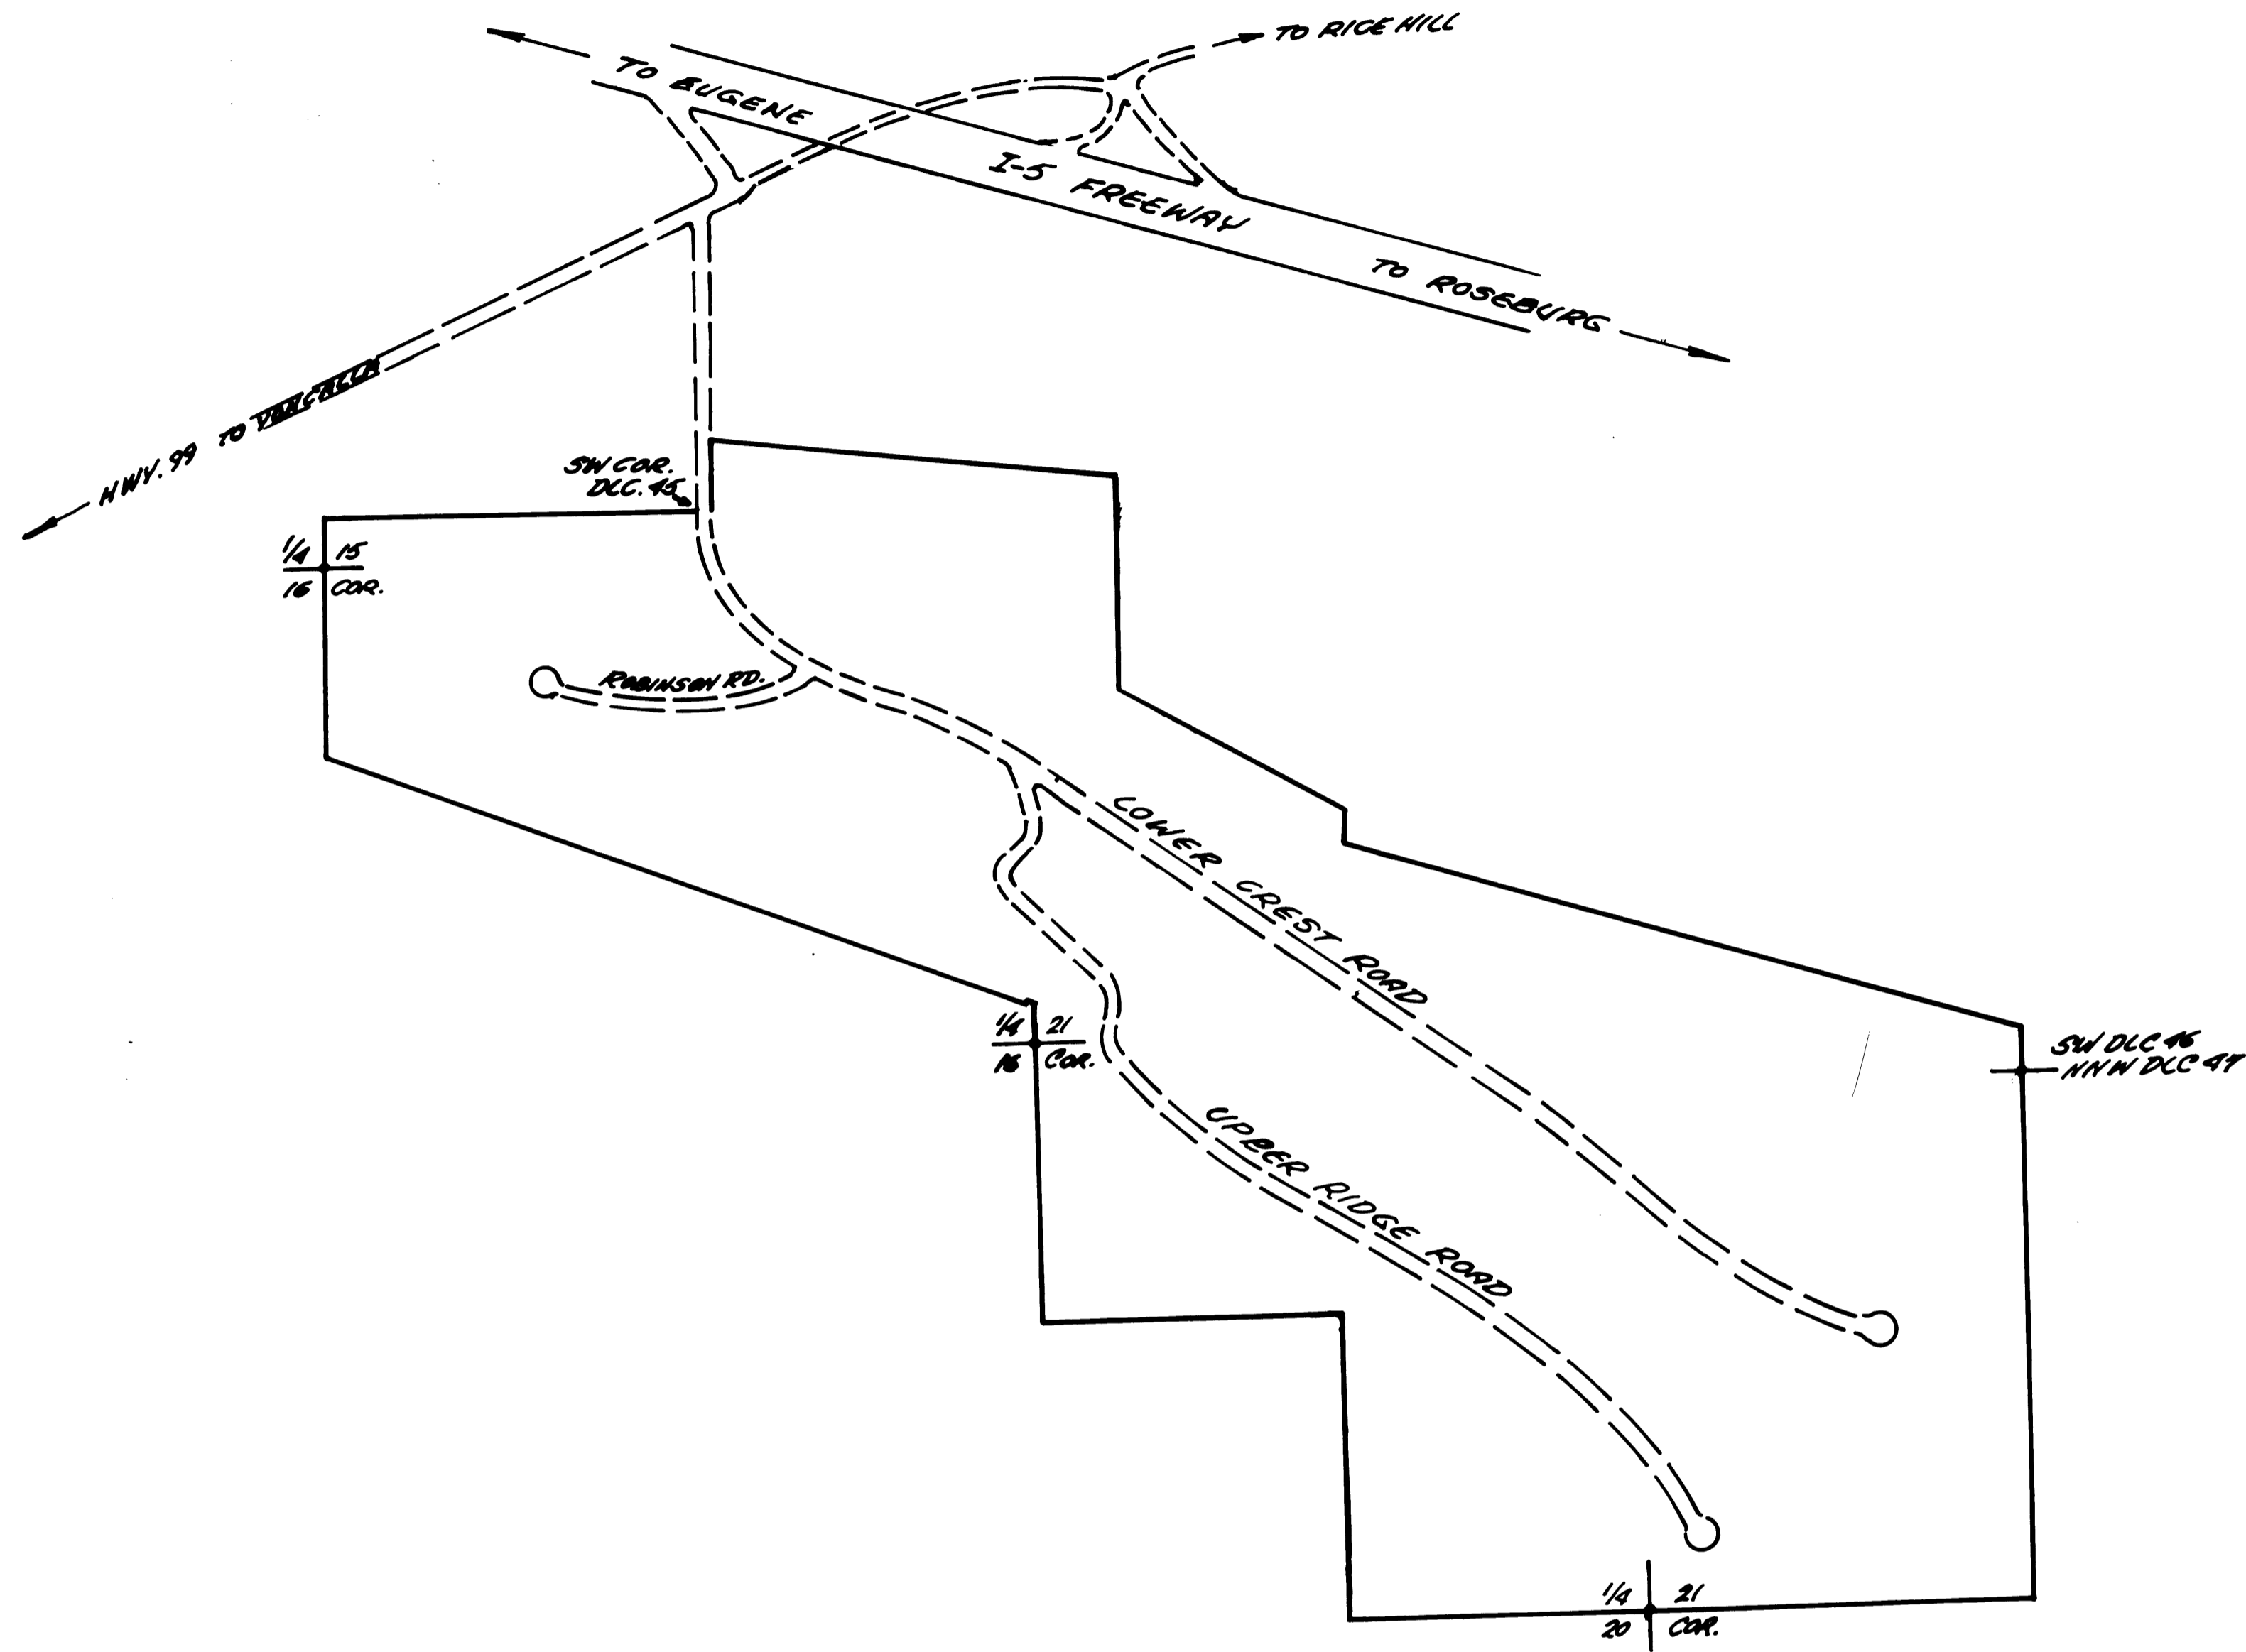 TO RICE HILL
TO EUGENE
I-5 FREEWAY
TO ROSEBURG
HWY. 99 TO YONCALLA
SW COR.
DLC. 45
1/4 15
16 COR.
ROBINSON RD.
LOWER CREST ROAD
1/4 21
16 COR.
SW DLC 46
NNW DLC 47
UPPER RIDGE ROAD
1/4 21
20 COR.